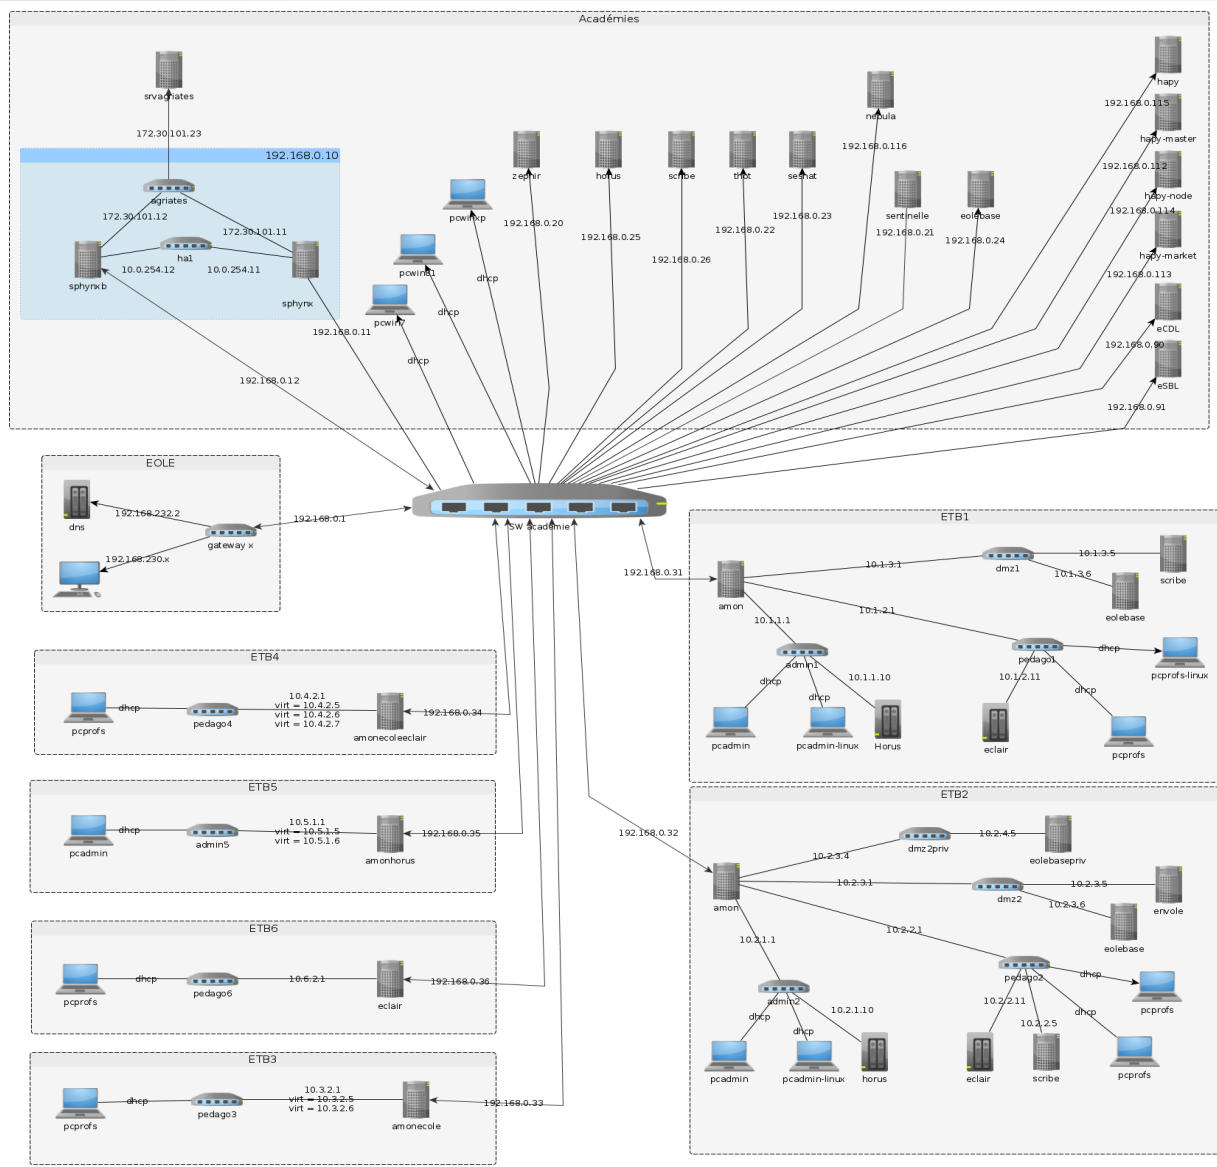 Académies
srvagriates
172.30.101.23
192.168.0.10
agriates
172.30.101.12
172.30.101.11
ha1
10.0.254.12
10.0.254.11
sphynxb
sphynx
192.168.0.11
192.168.0.12
pcwinxp
dhcp
pcwin81
dhcp
pcwin7
dhcp
zephir
192.168.0.20
horus
192.168.0.25
scribe
192.168.0.26
thot
192.168.0.22
seshat
192.168.0.23
nebula
192.168.0.116
sentinelle
192.168.0.21
eolebase
192.168.0.24
hapy
192.168.0.115
hapy-master
192.168.0.112
hapy-node
192.168.0.114
hapy-market
192.168.0.113
eCDL
192.168.0.90
eSBL
192.168.0.91
EOLE
dns
192.168.232.2
gateway x
192.168.0.1
192.168.230.x
SW académie
ETB1
192.168.0.31
amon
10.1.3.1
dmz1
10.1.3.5
scribe
10.1.3.6
eolebase
10.1.2.1
10.1.1.1
admin1
dhcp
dhcp
10.1.1.10
pcadmin
pcadmin-linux
Horus
pedago1
dhcp
pcprofs-linux
10.1.2.11
dhcp
eclair
pcprofs
ETB4
pcprofs
dhcp
pedago4
10.4.2.1
virt = 10.4.2.5
virt = 10.4.2.6
virt = 10.4.2.7
amonecoleeclair
192.168.0.34
ETB5
pcadmin
dhcp
admin5
10.5.1.1
virt = 10.5.1.5
virt = 10.5.1.6
amonhorus
192.168.0.35
ETB2
192.168.0.32
amon
10.2.3.4
dmz2priv
10.2.4.5
eolebasepriv
10.2.3.1
dmz2
10.2.3.5
envole
10.2.3.6
eolebase
10.2.2.1
10.2.1.1
admin2
dhcp
dhcp
10.2.1.10
pcadmin
pcadmin-linux
horus
pedago2
dhcp
pcprofs
10.2.2.11
10.2.2.5
dhcp
eclair
scribe
pcprofs
ETB6
pcprofs
dhcp
pedago6
10.6.2.1
eclair
192.168.0.36
ETB3
pcprofs
dhcp
pedago3
10.3.2.1
virt = 10.3.2.5
virt = 10.3.2.6
amonecole
192.168.0.33